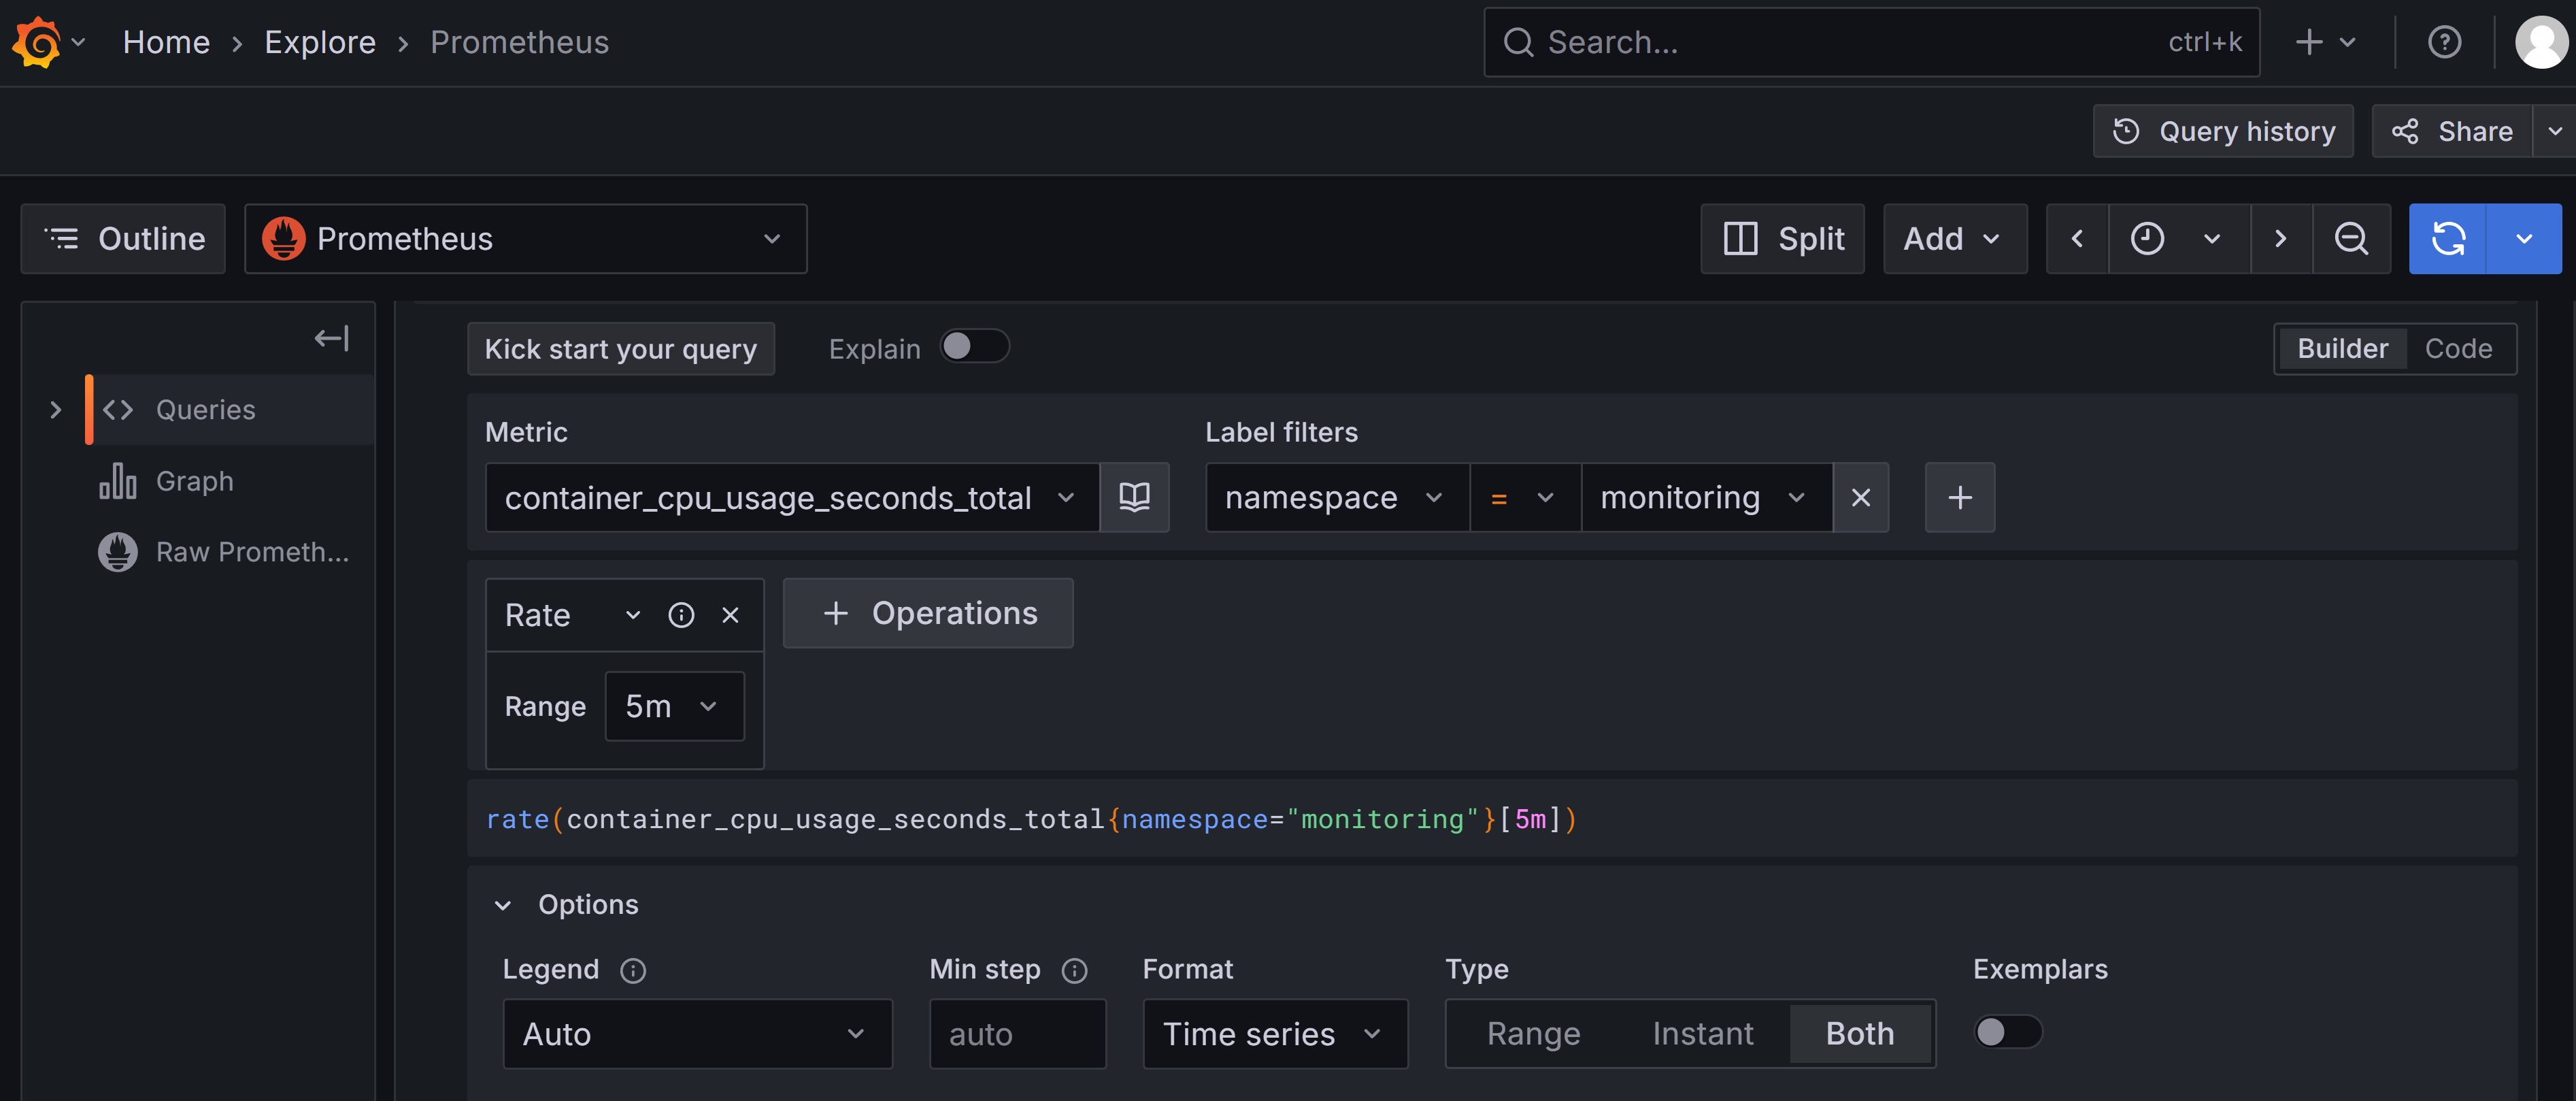 Home › Explore › Prometheus
Search...
ctrl+k
Query history
Share
Outline
Prometheus
Split
Add
Kick start your query
Explain
Builder
Code
Queries
Graph
Raw Prometh...
Metric
Label filters
container_cpu_usage_seconds_total
namespace
=
monitoring
Rate
+ Operations
Range
5m
rate(container_cpu_usage_seconds_total{namespace="monitoring"}[5m])
Options
Legend
Min step
Format
Type
Exemplars
Auto
auto
Time series
Range
Instant
Both